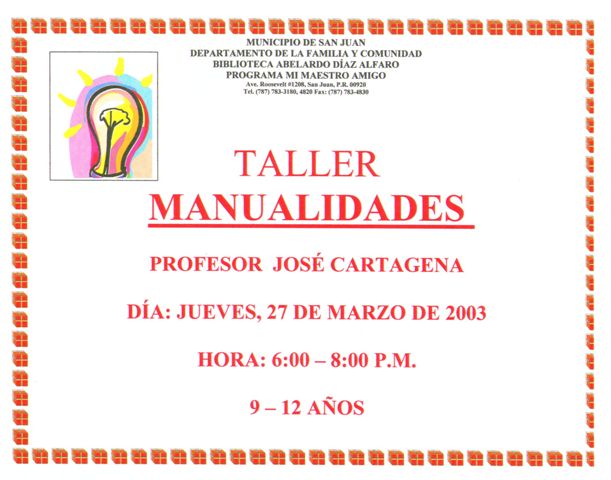 MUNICIPIO DE SAN JUAN
DEPARTAMENTO DE LA FAMILIA Y COMUNIDAD
BIBLIOTECA ABELARDO DÍAZ ALFARO
PROGRAMA MI MAESTRO AMIGO
Ave. Roosevelt #1208, San Juan, P.R. 00920
Tel. (787) 783-3180, 4820 Fax: (787) 783-4830
TALLER
MANUALIDADES
PROFESOR JOSÉ CARTAGENA
DÍA: JUEVES, 27 DE MARZO DE 2003
HORA: 6:00 – 8:00 P.M.
9 – 12 AÑOS